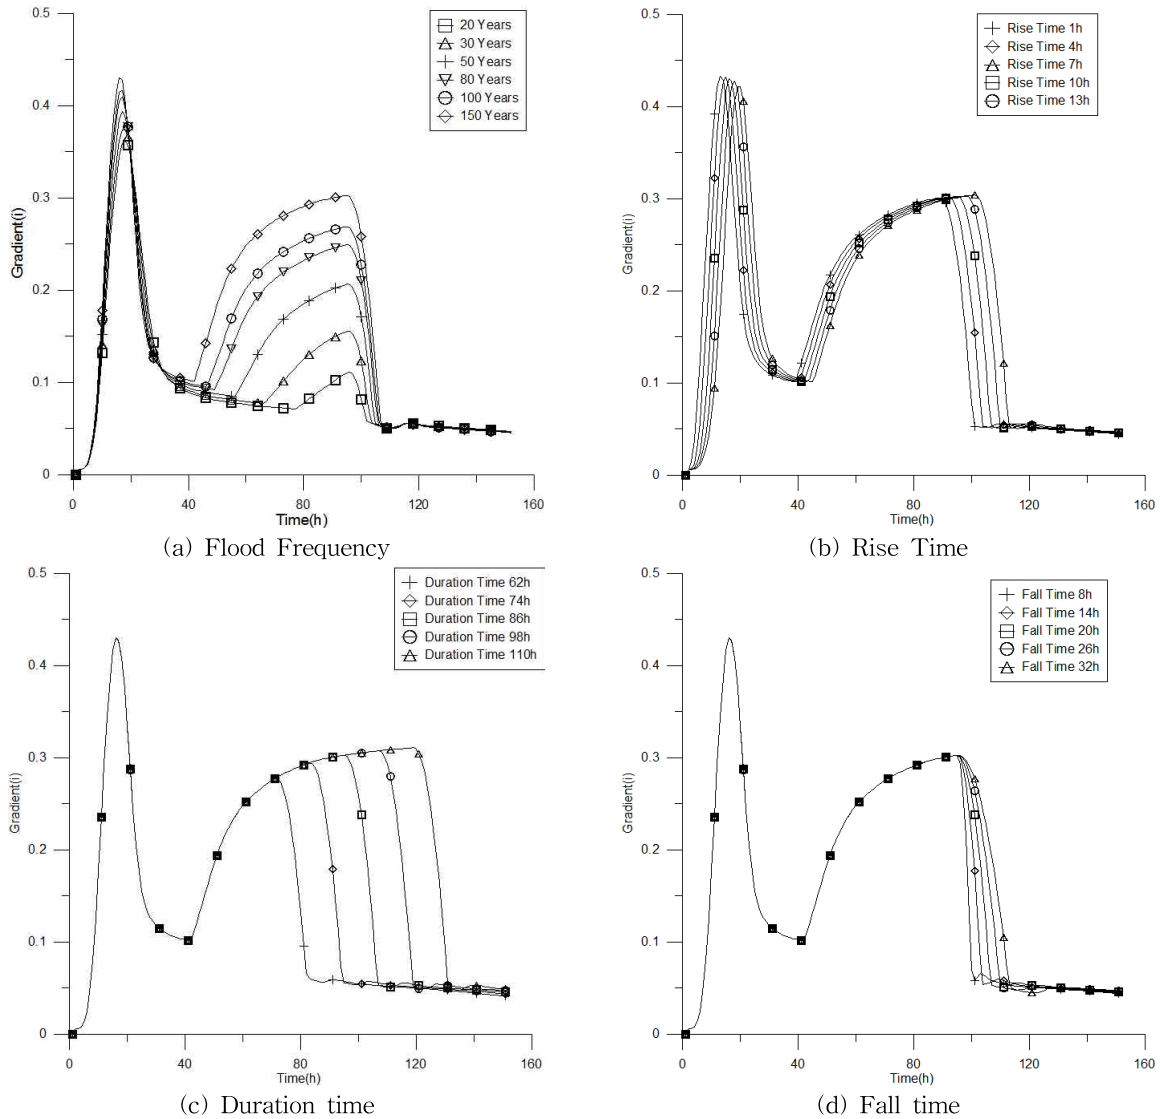 0.5
0.4
0.3
0.2
0.1
0
Gradient(i)
0 40 80 120 160
Time(h)
20 Years
30 Years
50 Years
80 Years
100 Years
150 Years
(a) Flood Frequency
0.5
0.4
0.3
0.2
0.1
0
Gradient(i)
0 40 80 120 160
Time(h)
Rise Time 1h
Rise Time 4h
Rise Time 7h
Rise Time 10h
Rise Time 13h
(b) Rise Time
0.5
0.4
0.3
0.2
0.1
0
Gradient(i)
0 40 80 120 160
Time(h)
Duration Time 62h
Duration Time 74h
Duration Time 86h
Duration Time 98h
Duration Time 110h
(c) Duration time
0.5
0.4
0.3
0.2
0.1
0
Gradient(i)
0 40 80 120 160
Time(h)
Fall Time 8h
Fall Time 14h
Fall Time 20h
Fall Time 26h
Fall Time 32h
(d) Fall time